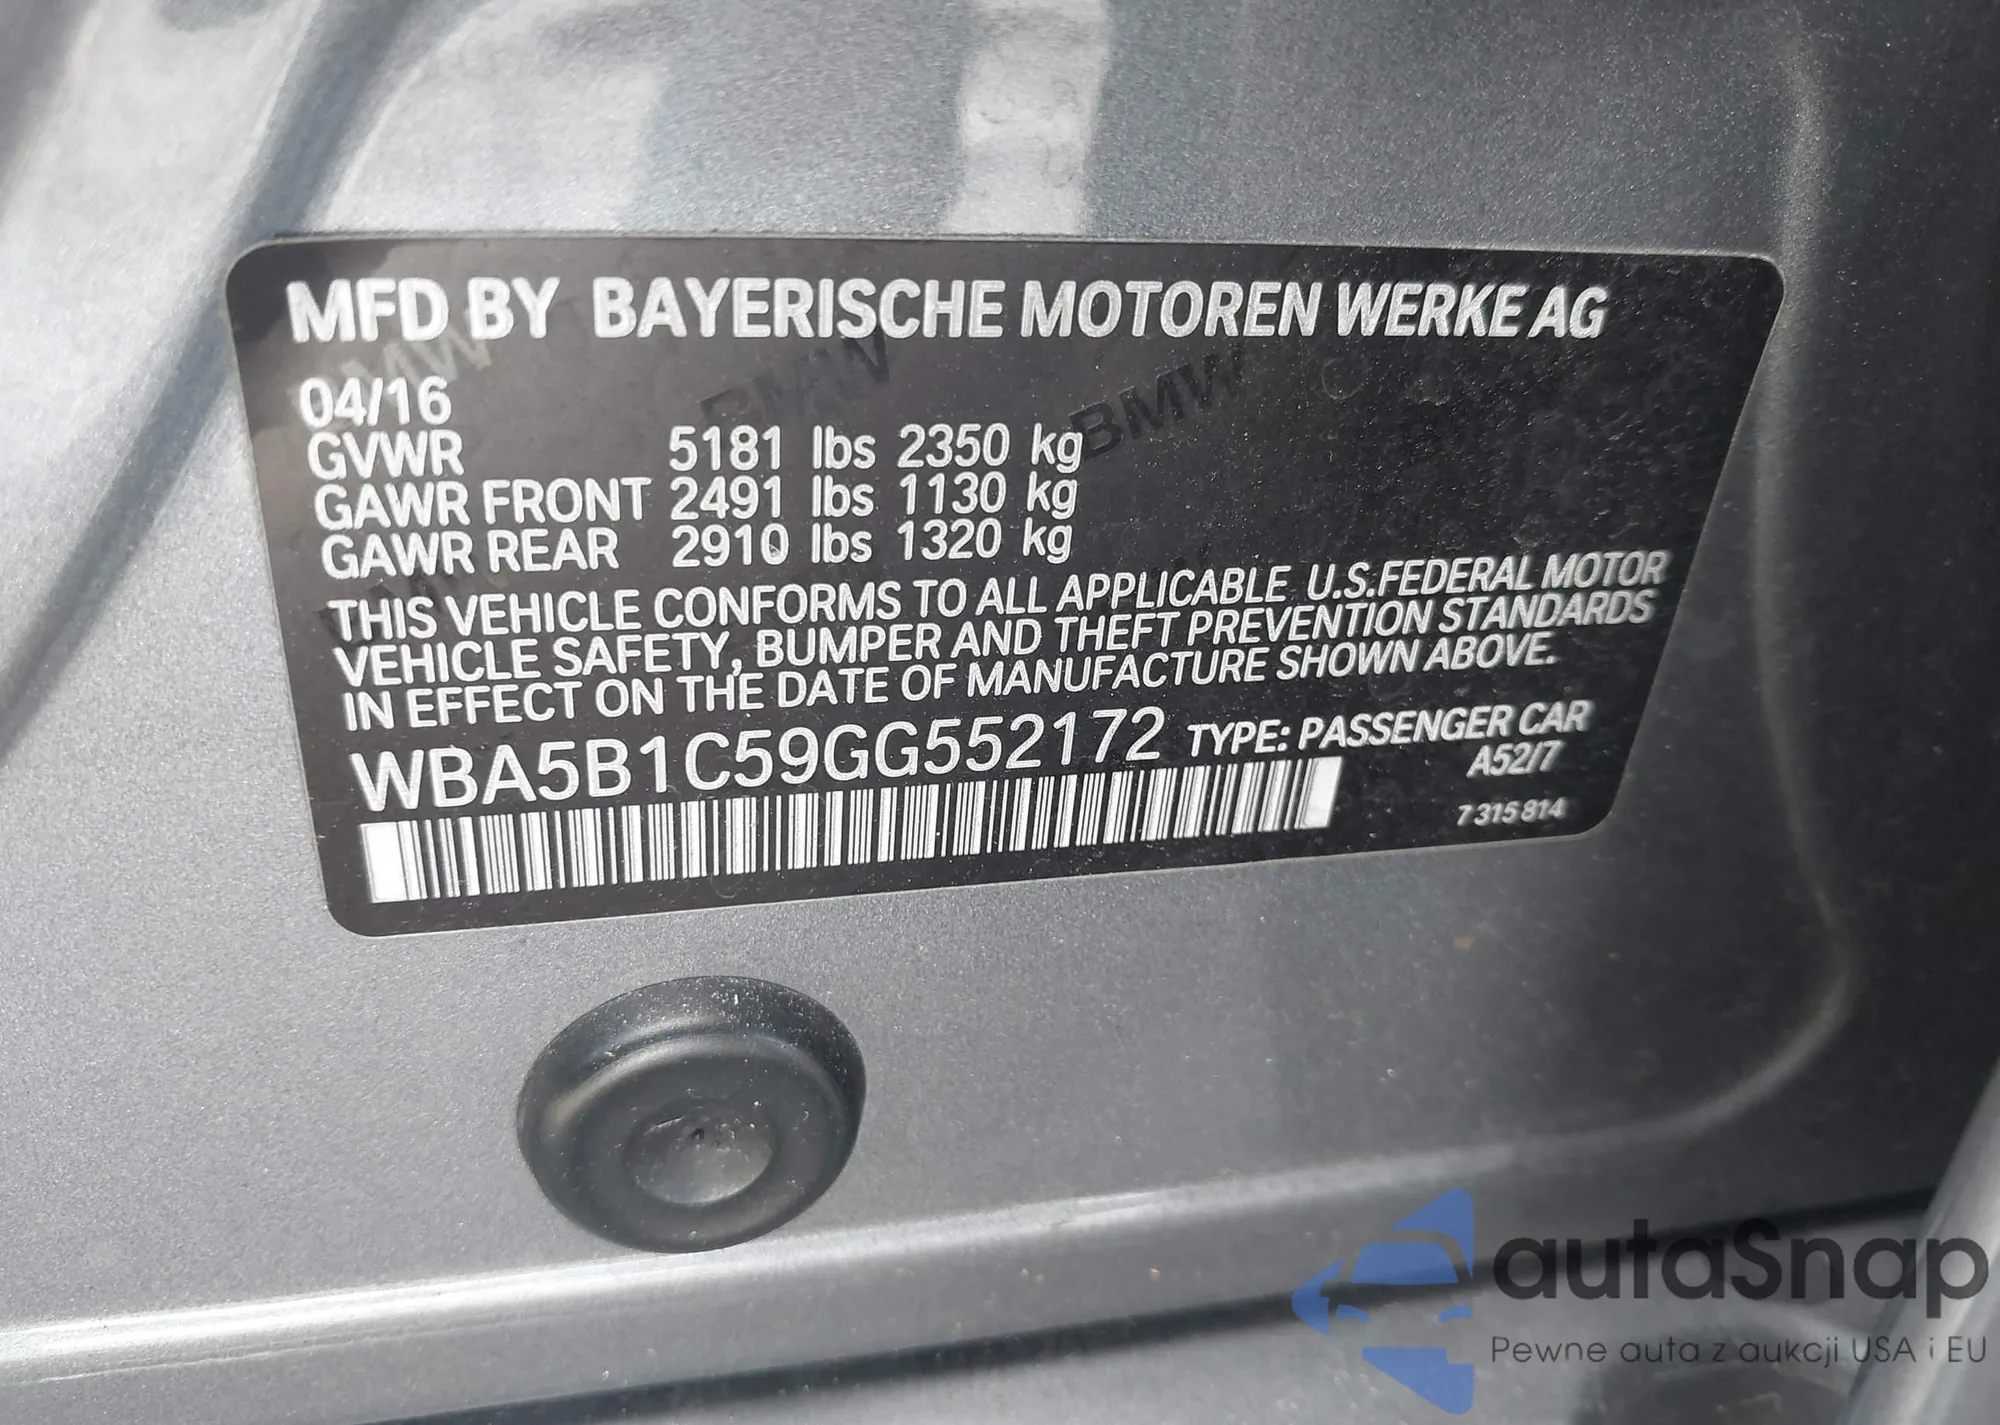 MFD BY BAYERISCHE MOTOREN WERKE AG
04/16
GVWR 5181 lbs 2350 kg
GAWR FRONT 2491 lbs 1130 kg
GAWR REAR 2910 lbs 1320 kg
THIS VEHICLE CONFORMS TO ALL APPLICABLE U.S.FEDERAL MOTOR
VEHICLE SAFETY, BUMPER AND THEFT PREVENTION STANDARDS
IN EFFECT ON THE DATE OF MANUFACTURE SHOWN ABOVE.
WBA5B1C59GG552172 TYPE: PASSENGER CAR
A52/7
7 315 814
BMW BMW BMW
autaSnap
Pewne auta z aukcji USA i EU